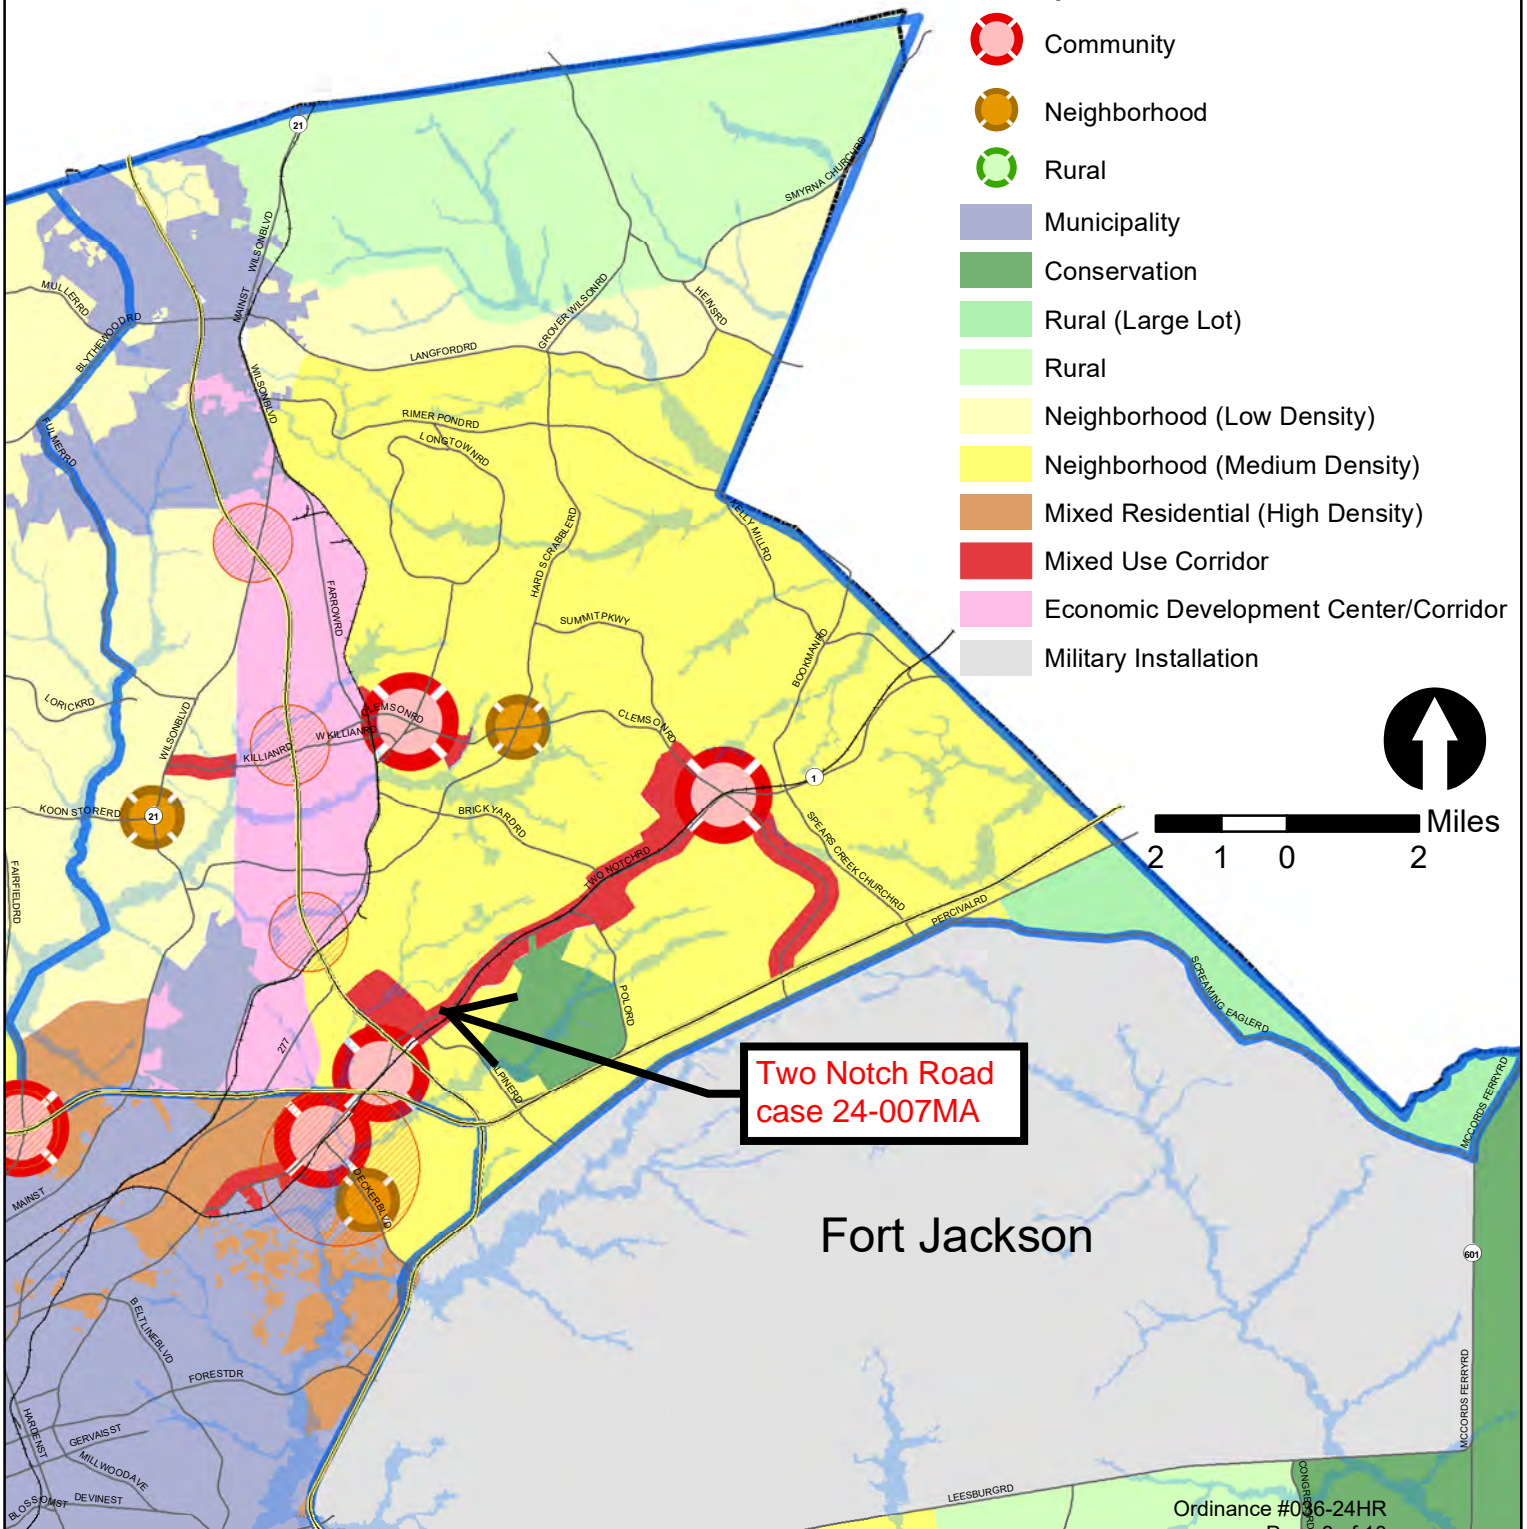 Community
Neighborhood
Rural
Municipality
Conservation
Rural (Large Lot)
Rural
Neighborhood (Low Density)
Neighborhood (Medium Density)
Mixed Residential (High Density)
Mixed Use Corridor
Economic Development Center/Corridor
Military Installation
Miles
2 1 0 2
21
SMYRNA CHURCHRD
WILSONBLVD
MULLERRD
MAINST
GROVER WILSONRD
HEINSRD
BLYTHEWOODRD
LANGFORDRD
WILSONBLVD
RIMER PONDRD
LONGTOWNRD
FULMERRD
KELLY MILLRD
HARD SCRABBLERD
FARROWRD
SUMMITPKWY
BOOKMANRD
LORICKRD
WILSONBLVD
CLEMSONRD
CLEMSONRD
W KILLIANRD
KILLIANRD
1
KOON STORERD
21
BRICKYARDRD
SPEARS CREEK CHURCHRD
TWO NOTCHRD
FAIRFIELDRD
PERCIVALRD
SCREAMING EAGLERD
POLORD
277
LPINERD
Two Notch Road
case 24-007MA
MCCORDS FERRYRD
DECKERBLVD
MAINST
Fort Jackson
601
BELTLINEBLVD
FORESTDR
MCCORDS FERRYRD
HARDENST
GERVAISST
MILLWOODAVE
DEVINEST
BLOSSOMST
LEESBURGRD
Ordinance #036-24HR